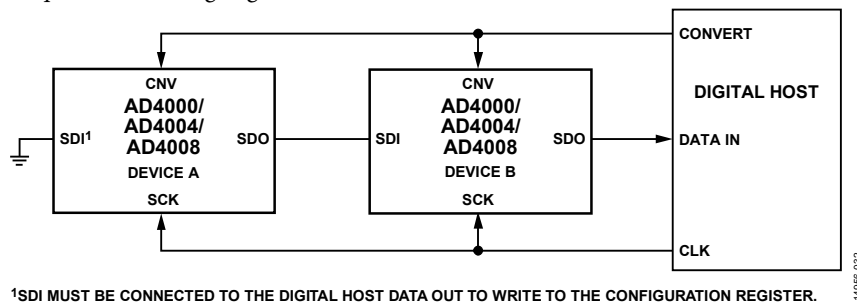 CONVERT
CNV
AD4000/
AD4004/
AD4008
SDI1
SDO
DEVICE A
SCK
CNV
AD4000/
AD4004/
AD4008
SDI
SDO
DEVICE B
SCK
DIGITAL HOST
DATA IN
CLK
1SDI MUST BE CONNECTED TO THE DIGITAL HOST DATA OUT TO WRITE TO THE CONFIGURATION REGISTER.